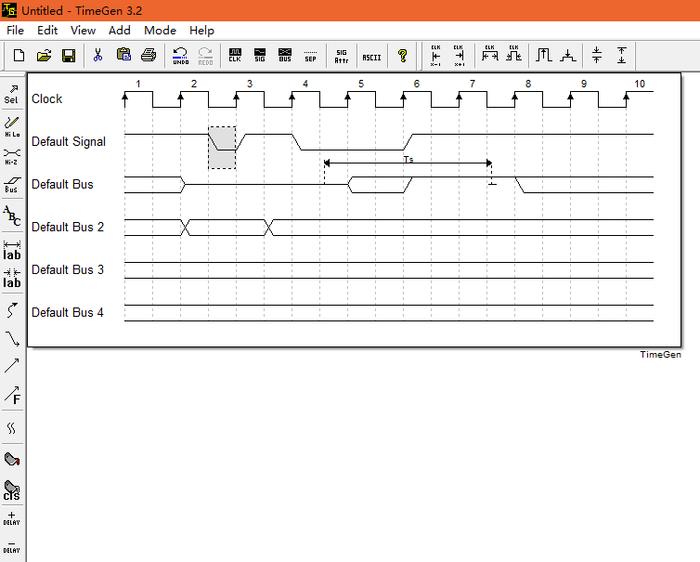 Untitled - TimeGen 3.2
File Edit View Add Mode Help
UNDO REDO CLK SIG BUS SEP SIG Attr ASCII ? CLK x-1 CLK x+1 CLK CLK
Sel
1 2 3 4 5 6 7 8 9 10
Clock
Hi Lo
Default Signal
Hi-Z
Ts
Default Bus
Bus
ABC
Default Bus 2
lab
Default Bus 3
lab
Default Bus 4
TimeGen
F
cls
+
DELAY
-
DELAY